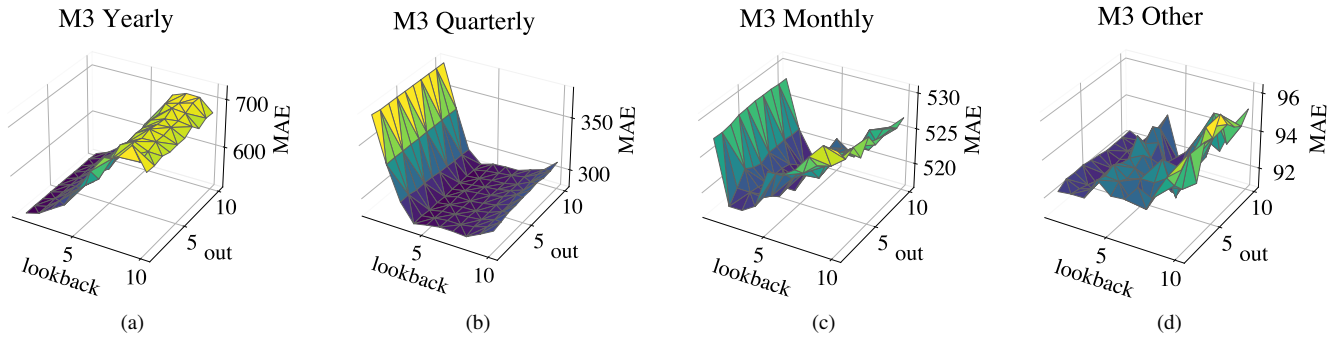 M3 Yearly
700
600
MAE
10
5
out
5
10
lookback
(a)
M3 Quarterly
350
300
MAE
10
5
out
5
10
lookback
(b)
M3 Monthly
530
525
520
MAE
10
5
out
5
10
lookback
(c)
M3 Other
96
94
92
MAE
10
5
out
5
10
lookback
(d)